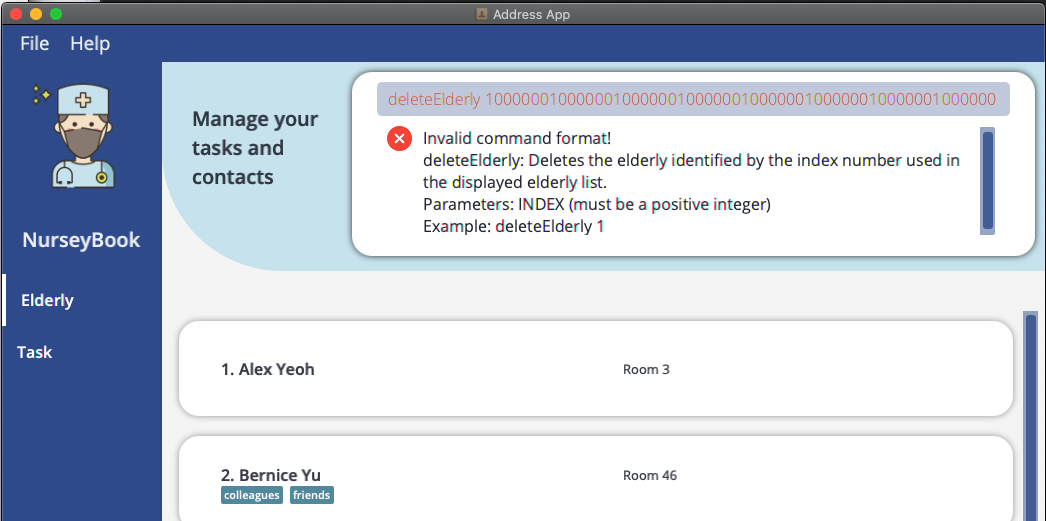 Address App
File Help
deleteElderly 10000001000000100000010000001000000100000010000001000000
Manage your
tasks and
contacts
Invalid command format!
deleteElderly: Deletes the elderly identified by the index number used in
the displayed elderly list.
Parameters: INDEX (must be a positive integer)
Example: deleteElderly 1
NurseyBook
Elderly
Task
1. Alex Yeoh Room 3
2. Bernice Yu Room 46
colleagues friends